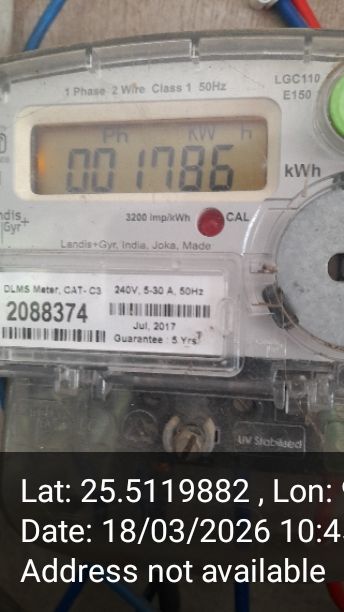 1 Phase 2 Wire Class 1 50Hz
LGC110
E150
Ph kW h
001786
kWh
3200 imp/kWh CAL
ndis
Gyr+
Landis+Gyr, India, Joka, Made
DLMS Meter, CAT- C3 240V, 5-30 A, 50Hz
2088374
Jul, 2017
Guarantee : 5 Yrs
UV Stabilised
Lat: 25.5119882 , Lon:
Date: 18/03/2026 10:4
Address not available